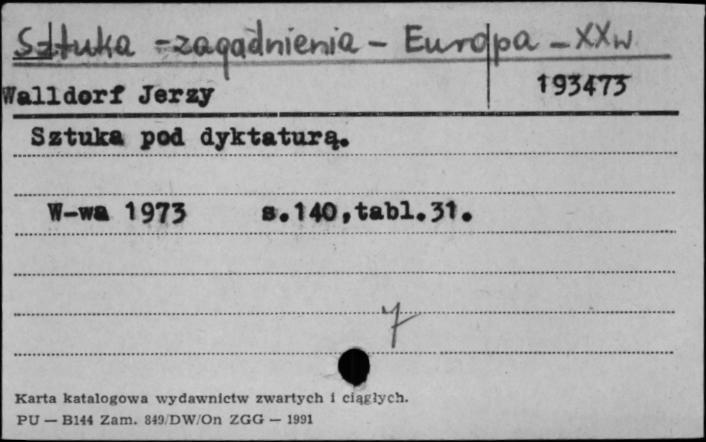 Sztuka - zagadnienia - Europa - XXw
Walldorf Jerzy 193473
Sztuka pod dyktaturą.
W-wa 1973 s.140,tabl.31.
7
Karta katalogowa wydawnictw zwartych i ciągłych.
PU — B144 Zam. 849/DW/On ZGG — 1991